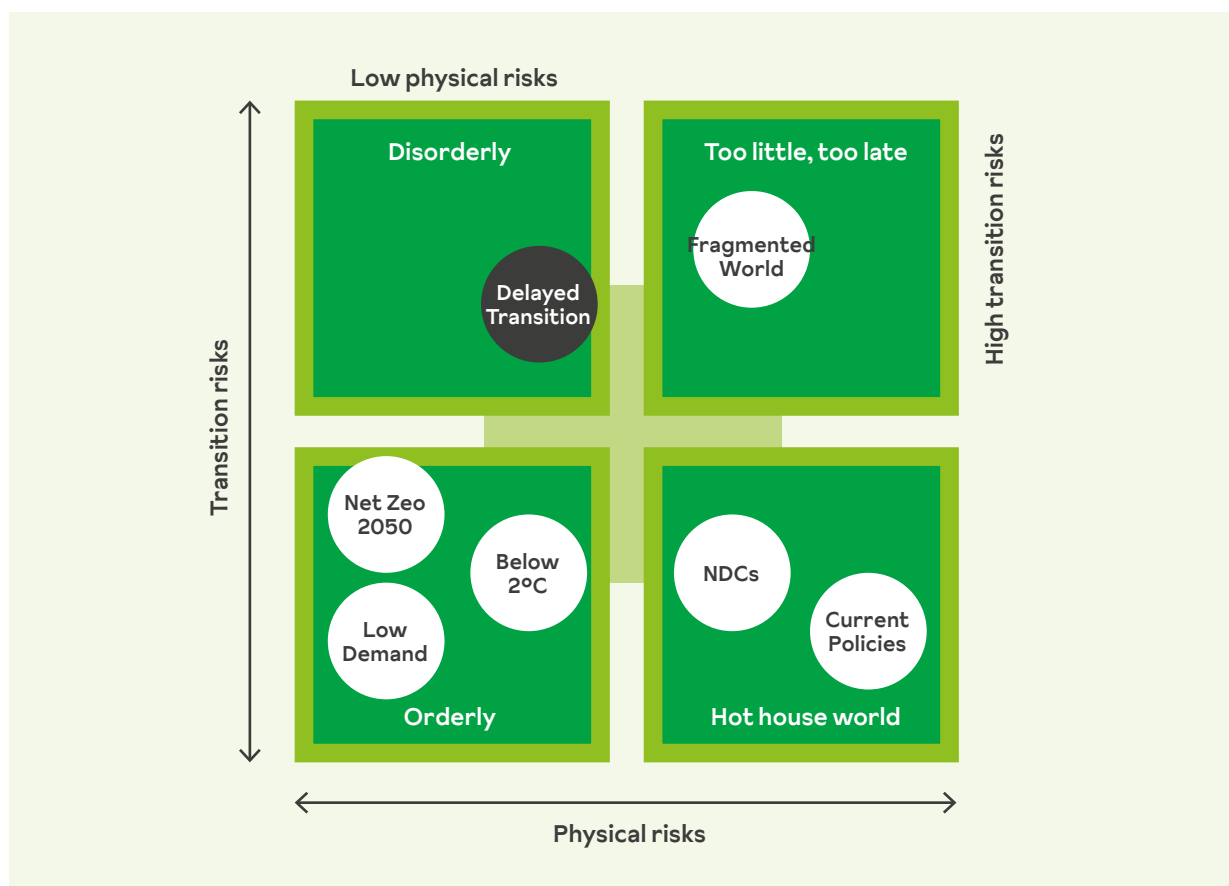 Low physical risks
Disorderly
Too little, too late
High transition risks
Fragmented
World
Delayed
Transition
Transition risks
Net Zeo
2050
Below
2°C
NDCs
Low
Demand
Current
Policies
Orderly
Hot house world
Physical risks